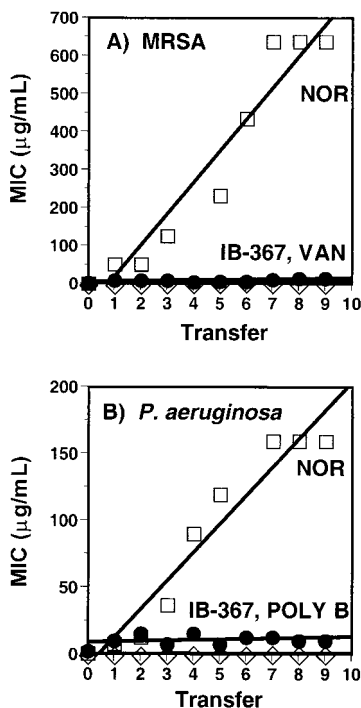 A) MRSA
MIC (μg/mL)
700
600
500
400
300
200
100
0
NOR
IB-367, VAN
0 1 2 3 4 5 6 7 8 9 10
Transfer
B) P. aeruginosa
MIC (μg/mL)
200
150
100
50
0
NOR
IB-367, POLY B
0 1 2 3 4 5 6 7 8 9 10
Transfer